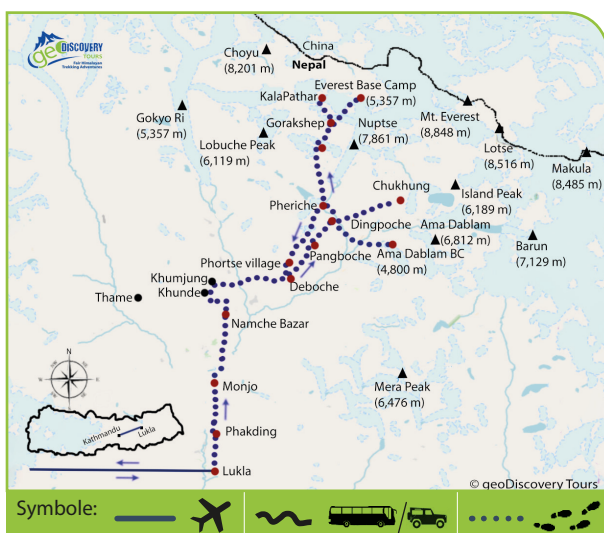 geo DISCOVERY
TOURS
Fair Himalayan
Trekking Adventures
Choyu
(8,201 m)
China
Nepal
Everest Base Camp
(5,357 m)
KalaPathar
Gokyo Ri
(5,357 m)
Gorakshep
Nuptse
(7,861 m)
Mt. Everest
(8,848 m)
Lobuche Peak
(6,119 m)
Lotse
(8,516 m)
Makula
(8,485 m)
Chukhung
Island Peak
(6,189 m)
Pheriche
Dingpoche
Ama Dablam
(6,812 m)
Barun
(7,129 m)
Pangboche
Ama Dablam BC
(4,800 m)
Phortse village
Deboche
Khumjung
Khunde
Thame
Namche Bazar
N
Monjo
Mera Peak
(6,476 m)
Kathmandu
Lukla
Phakding
Lukla
© geoDiscovery Tours
Symbole: